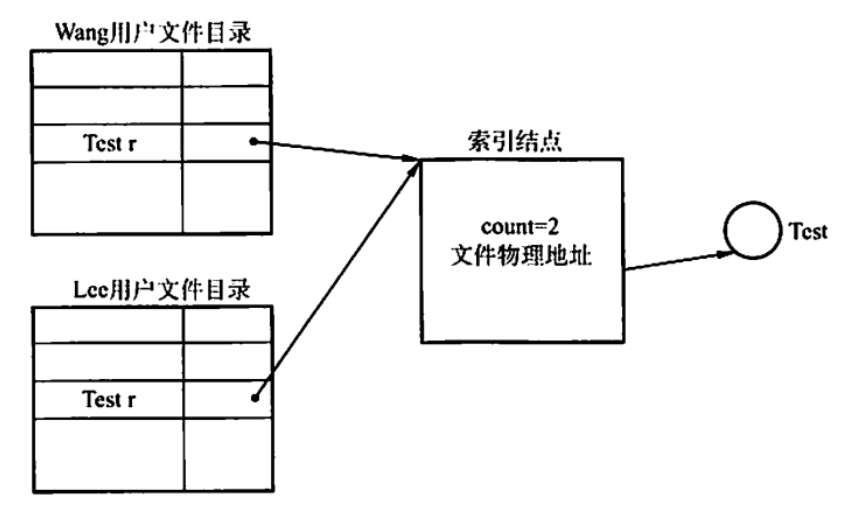 Wang用户文件目录
Test r
索引结点
count=2
文件物理地址
Test
Lee用户文件目录
Test r